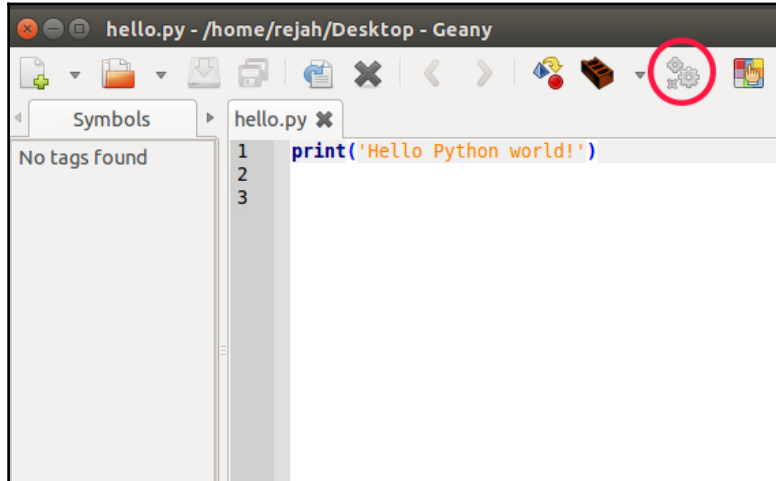 hello.py - /home/rejah/Desktop - Geany
Symbols
hello.py
No tags found
1 print('Hello Python world!')
2
3